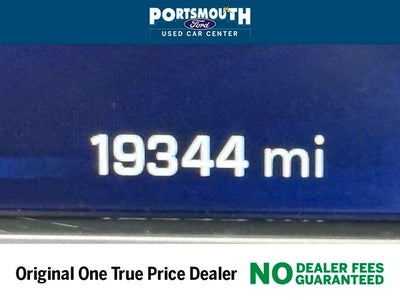 PORTSMOUTH
Ford
USED CAR CENTER
19344 mi
Original One True Price Dealer
NO DEALER FEES
GUARANTEED